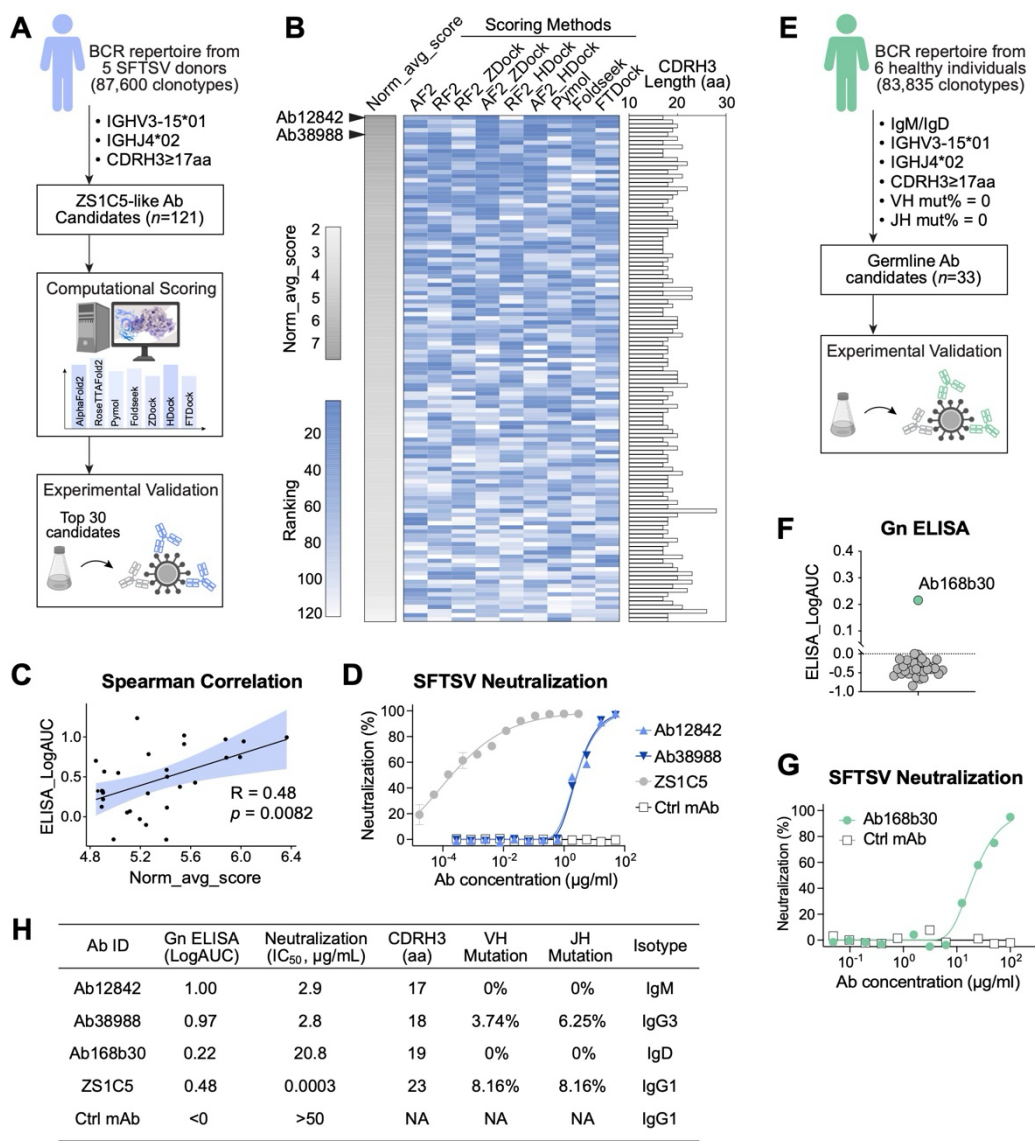 A
BCR repertoire from
5 SFTSV donors
(87,600 clonotypes)
• IGHV3-15*01
• IGHJ4*02
• CDRH3≥17aa
ZS1C5-like Ab
Candidates (n=121)
Computational Scoring
AlphaFold2
RoseTTAFold2
Pymol
Foldseek
ZDock
HDock
FTDock
Experimental Validation
Top 30
candidates
B
Scoring Methods
Norm_avg_score
AF2
RF2
RF2_ZDock
AF2_ZDock
RF2_HDock
AF2_HDock
Pymol
Foldseek
FTDock
CDRH3
Length (aa)
10 20 30
Ab12842
Ab38988
Norm_avg_score
2
3
4
5
6
7
Ranking
20
40
60
80
100
120
E
BCR repertoire from
6 healthy individuals
(83,835 clonotypes)
• IgM/IgD
• IGHV3-15*01
• IGHJ4*02
• CDRH3≥17aa
• VH mut% = 0
• JH mut% = 0
Germline Ab
candidates (n=33)
Experimental Validation
F
Gn ELISA
ELISA_LogAUC
0.4
0.3
0.2
0.1
0.0
-0.5
-1.0
Ab168b30
C
Spearman Correlation
ELISA_LogAUC
1.0
0.5
0.0
R = 0.48
p = 0.0082
4.8 5.2 5.6 6.0 6.4
Norm_avg_score
D
SFTSV Neutralization
Neutralization (%)
100
80
60
40
20
0
Ab12842
Ab38988
ZS1C5
Ctrl mAb
10⁻⁴ 10⁻² 10⁰ 10²
Ab concentration (µg/ml)
G
SFTSV Neutralization
Neutralization (%)
100
80
60
40
20
0
Ab168b30
Ctrl mAb
10⁻¹ 10⁰ 10¹ 10²
Ab concentration (µg/ml)
H
Ab ID Gn ELISA (LogAUC) Neutralization (IC₅₀, µg/mL) CDRH3 (aa) VH Mutation JH Mutation Isotype
Ab12842 1.00 2.9 17 0% 0% IgM
Ab38988 0.97 2.8 18 3.74% 6.25% IgG3
Ab168b30 0.22 20.8 19 0% 0% IgD
ZS1C5 0.48 0.0003 23 8.16% 8.16% IgG1
Ctrl mAb <0 >50 NA NA NA IgG1